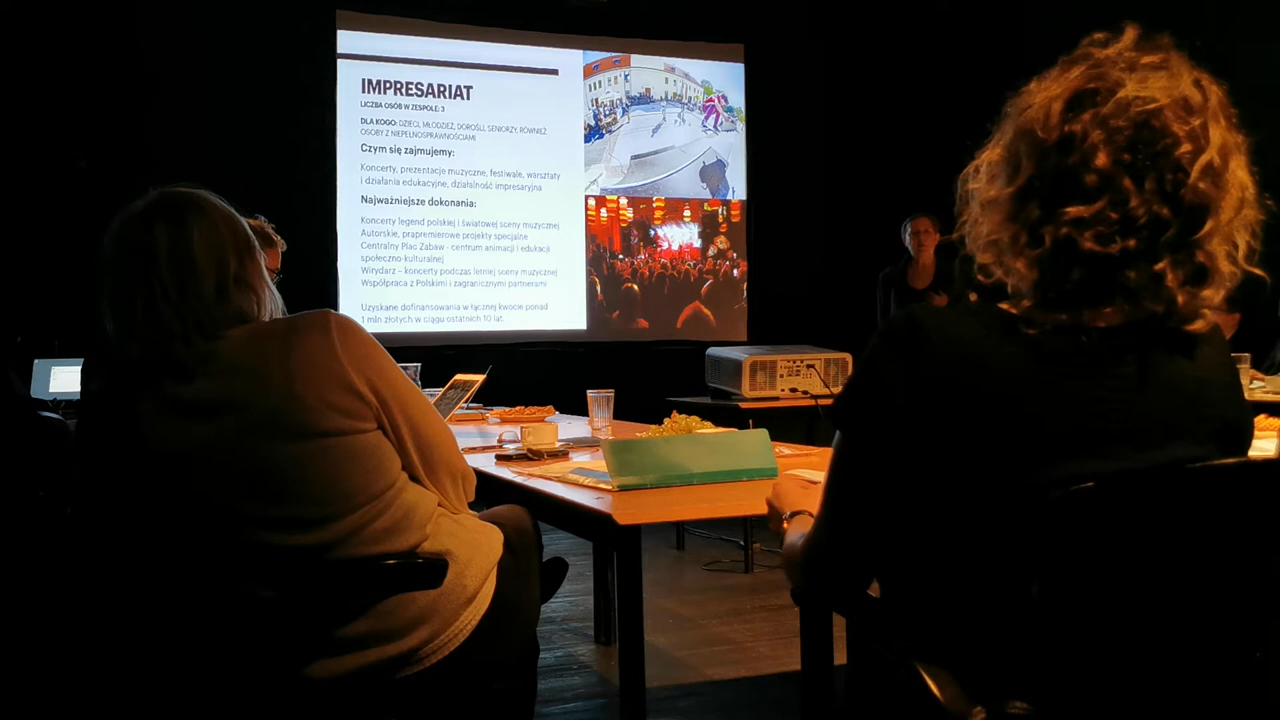 IMPRESARIAT
LICZBA OSÓB W ZESPOLE: 3
DLA KOGO: DZIECI, MŁODZIEŻ, DOROŚLI, SENIORZY, RÓWNIEŻ
OSOBY Z NIEPEŁNOSPRAWNOŚCIAMI
Czym się zajmujemy:
Koncerty, prezentacje muzyczne, festiwale, warsztaty
i działania edukacyjne, działalność impresaryjna
Najważniejsze dokonania:
Koncerty legend polskiej i światowej sceny muzycznej
Autorskie, prapremierowe projekty specjalne
Centralny Plac Zabaw - centrum animacji i edukacji
społeczno-kulturalnej
Wirydarz – koncerty podczas letniej sceny muzycznej
Współpraca z Polskimi i zagranicznymi partnerami
Uzyskane dofinansowania w łącznej kwocie ponad
1 mln złotych w ciągu ostatnich 10 lat.